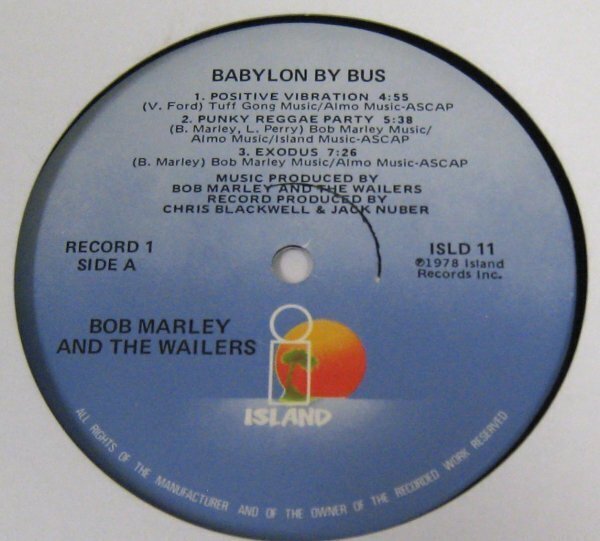 BABYLON BY BUS
1. POSITIVE VIBRATION 4:55
(V. Ford) Tuff Gong Music/Almo Music-ASCAP
2. PUNKY REGGAE PARTY 5:38
(B. Marley, L. Perry) Bob Marley Music/
Almo Music/Island Music-ASCAP
3. EXODUS 7:26
(B. Marley) Bob Marley Music/Almo Music-ASCAP
MUSIC PRODUCED BY
BOB MARLEY AND THE WAILERS
RECORD PRODUCED BY
CHRIS BLACKWELL & JACK NUBER
RECORD 1
SIDE A
ISLD 11
℗1978 Island
Records Inc.
BOB MARLEY
AND THE WAILERS
ISLAND
ALL RIGHTS OF THE MANUFACTURER AND OF THE OWNER OF THE RECORDED WORK RESERVED